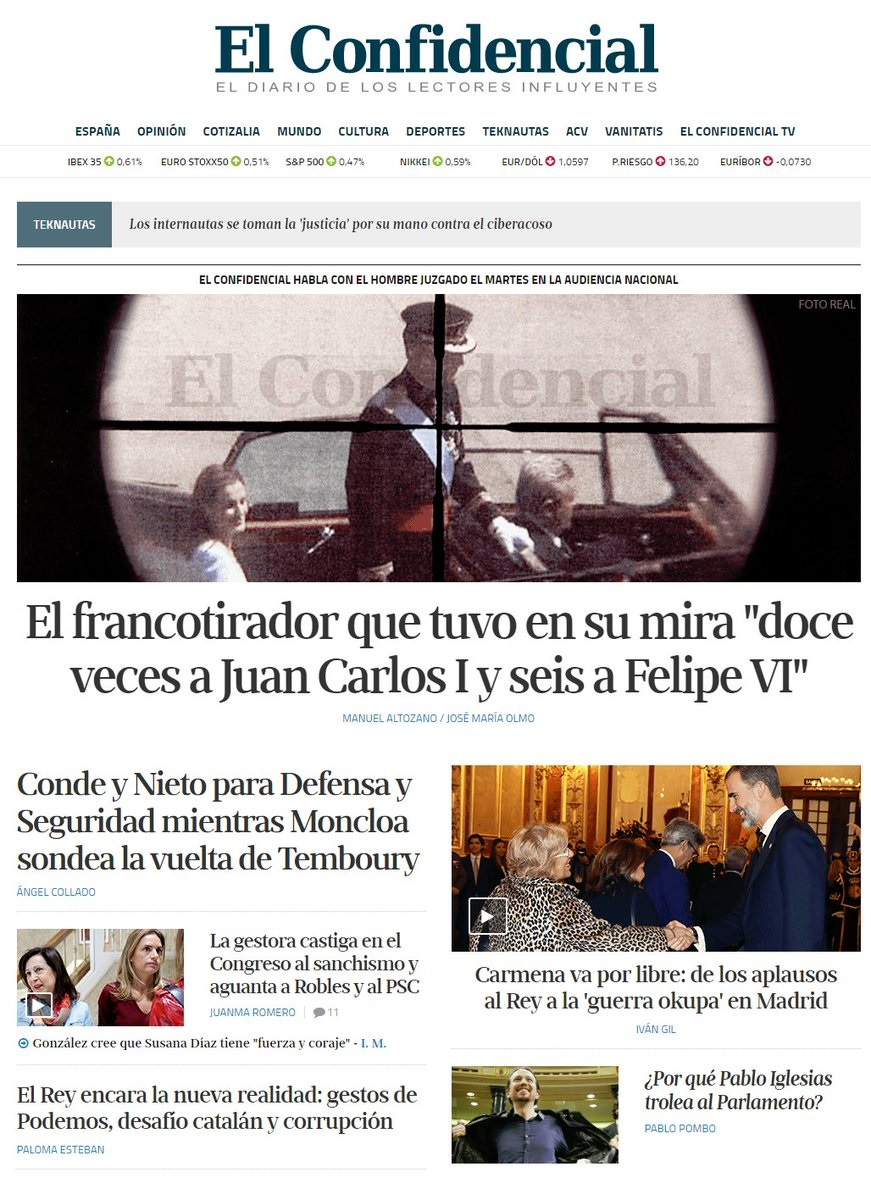 El Confidencial
EL DIARIO DE LOS LECTORES INFLUYENTES
ESPAÑA OPINIÓN COTIZALIA MUNDO CULTURA DEPORTES TEKNAUTAS ACV VANITATIS EL CONFIDENCIAL TV
IBEX 35 0,61% EURO STOXX50 0,51% S&P 500 0,47% NIKKEI 0,59% EUR/DÓL 1,0597 P.RIESGO 136,20 EURÍBOR -0,0730
TEKNAUTAS Los internautas se toman la 'justicia' por su mano contra el ciberacoso
EL CONFIDENCIAL HABLA CON EL HOMBRE JUZGADO EL MARTES EN LA AUDIENCIA NACIONAL
FOTO REAL
El Confidencial
El francotirador que tuvo en su mira "doce
veces a Juan Carlos I y seis a Felipe VI"
MANUEL ALTOZANO / JOSÉ MARÍA OLMO
Conde y Nieto para Defensa y
Seguridad mientras Moncloa
sondea la vuelta de Temboury
ÁNGEL COLLADO
La gestora castiga en el
Congreso al sanchismo y
aguanta a Robles y al PSC
JUANMA ROMERO 11
González cree que Susana Díaz tiene "fuerza y coraje" - I. M.
El Rey encara la nueva realidad: gestos de
Podemos, desafío catalán y corrupción
PALOMA ESTEBAN
Carmena va por libre: de los aplausos
al Rey a la 'guerra okupa' en Madrid
IVÁN GIL
¿Por qué Pablo Iglesias
trolea al Parlamento?
PABLO POMBO